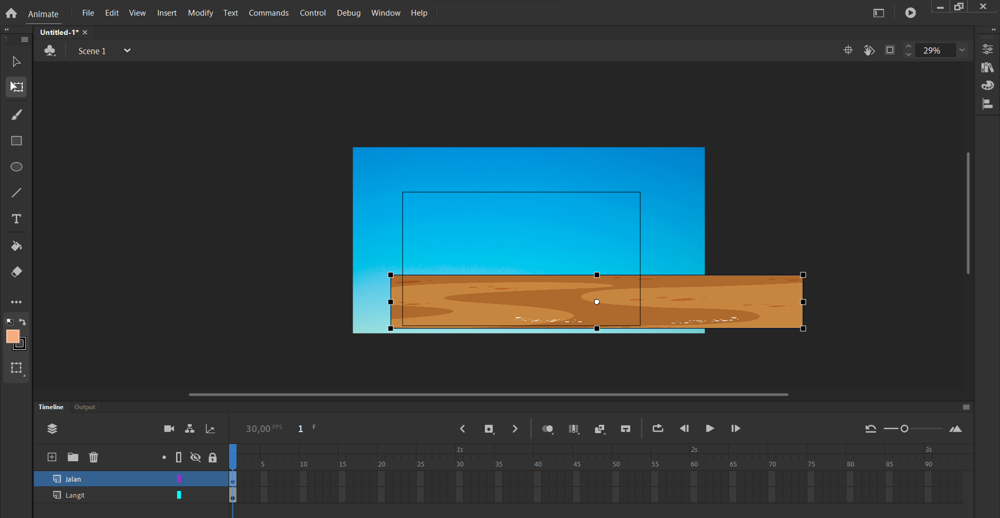 Animate File Edit View Insert Modify Text Commands Control Debug Window Help
Untitled-1*
Scene 1
29%
T
Timeline Output
30,00 FPS 1 F
1s 2s 3s
5 10 15 20 25 30 35 40 45 50 55 60 65 70 75 80 85 90
Jalan
Langit